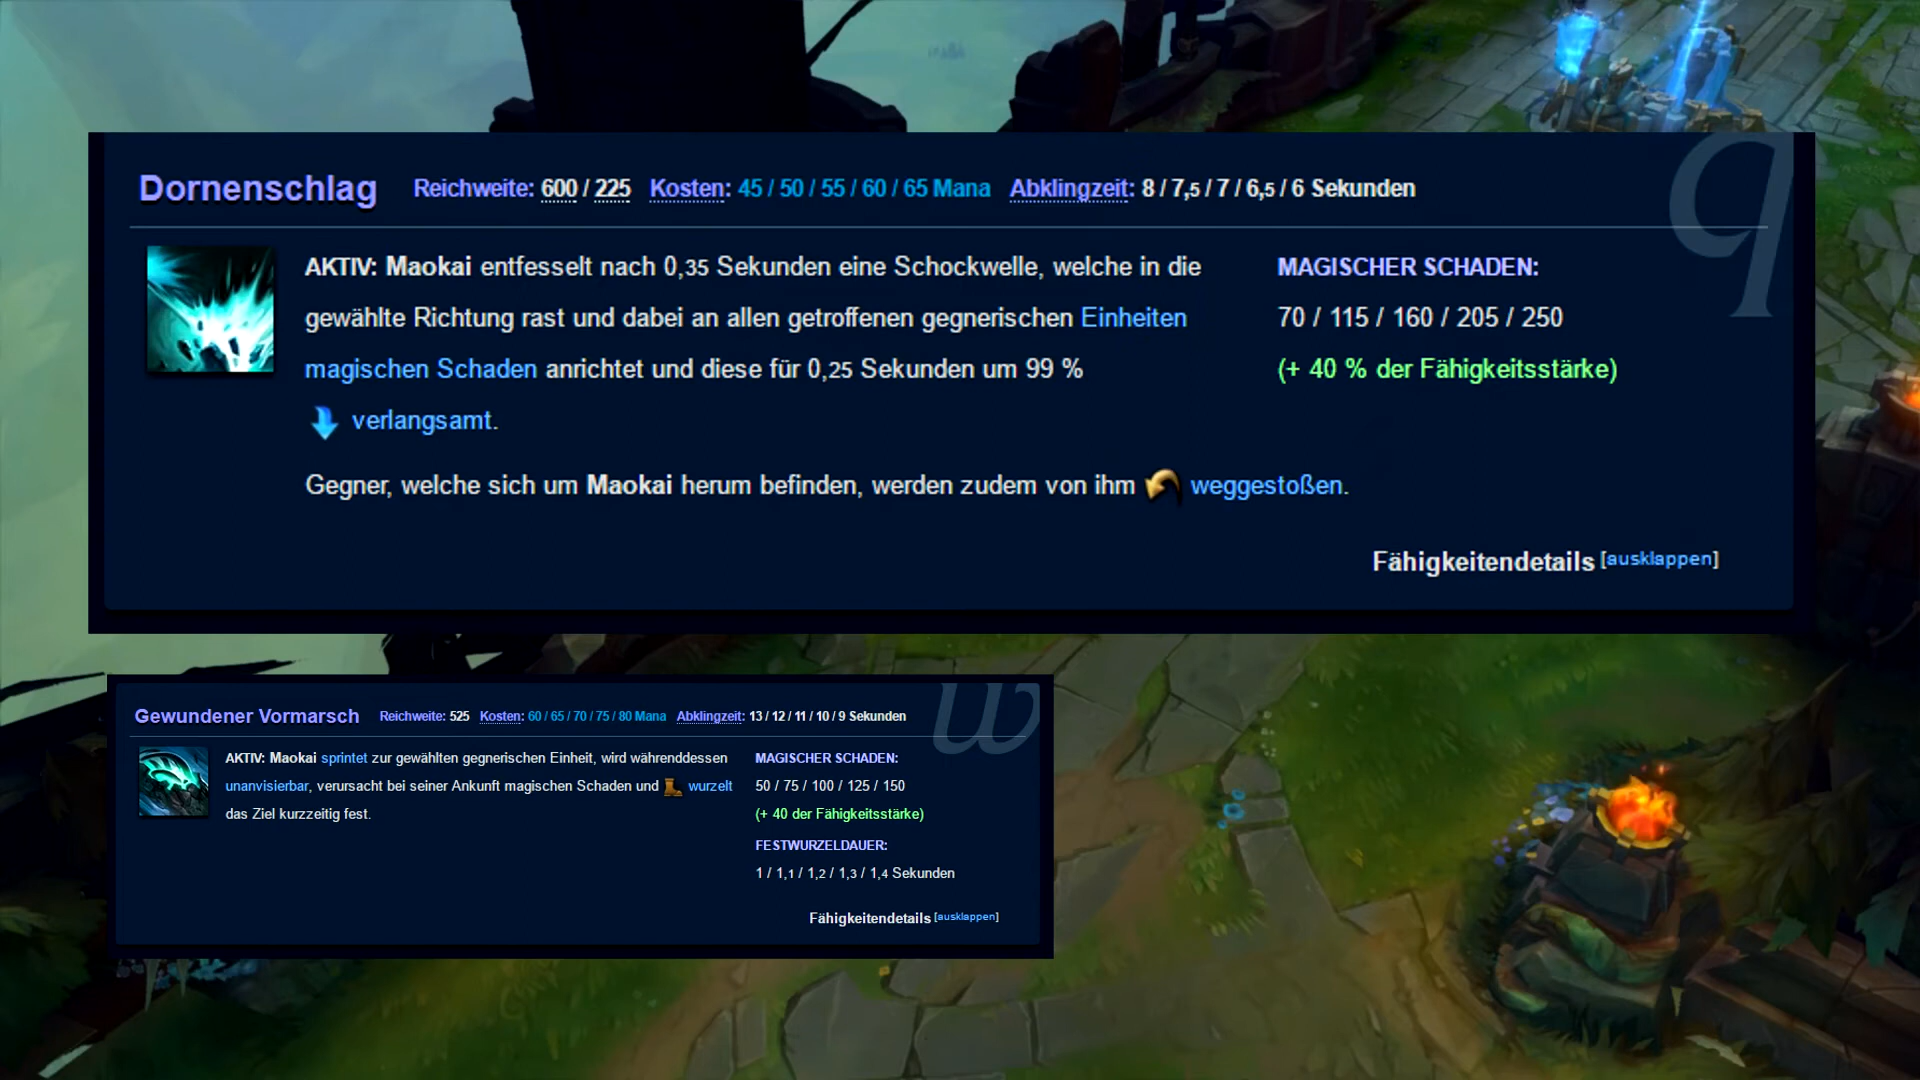 q
Dornenschlag Reichweite: 600 / 225 Kosten: 45 / 50 / 55 / 60 / 65 Mana Abklingzeit: 8 / 7,5 / 7 / 6,5 / 6 Sekunden
AKTIV: Maokai entfesselt nach 0,35 Sekunden eine Schockwelle, welche in die
gewählte Richtung rast und dabei an allen getroffenen gegnerischen Einheiten
magischen Schaden anrichtet und diese für 0,25 Sekunden um 99 %
verlangsamt.
Gegner, welche sich um Maokai herum befinden, werden zudem von ihm weggestoßen.
MAGISCHER SCHADEN:
70 / 115 / 160 / 205 / 250
(+ 40 % der Fähigkeitsstärke)
Fähigkeitendetails [ausklappen]
w
Gewundener Vormarsch Reichweite: 525 Kosten: 60 / 65 / 70 / 75 / 80 Mana Abklingzeit: 13 / 12 / 11 / 10 / 9 Sekunden
AKTIV: Maokai sprintet zur gewählten gegnerischen Einheit, wird währenddessen
unanvisierbar, verursacht bei seiner Ankunft magischen Schaden und wurzelt
das Ziel kurzzeitig fest.
MAGISCHER SCHADEN:
50 / 75 / 100 / 125 / 150
(+ 40 der Fähigkeitsstärke)
FESTWURZELDAUER:
1 / 1,1 / 1,2 / 1,3 / 1,4 Sekunden
Fähigkeitendetails [ausklappen]